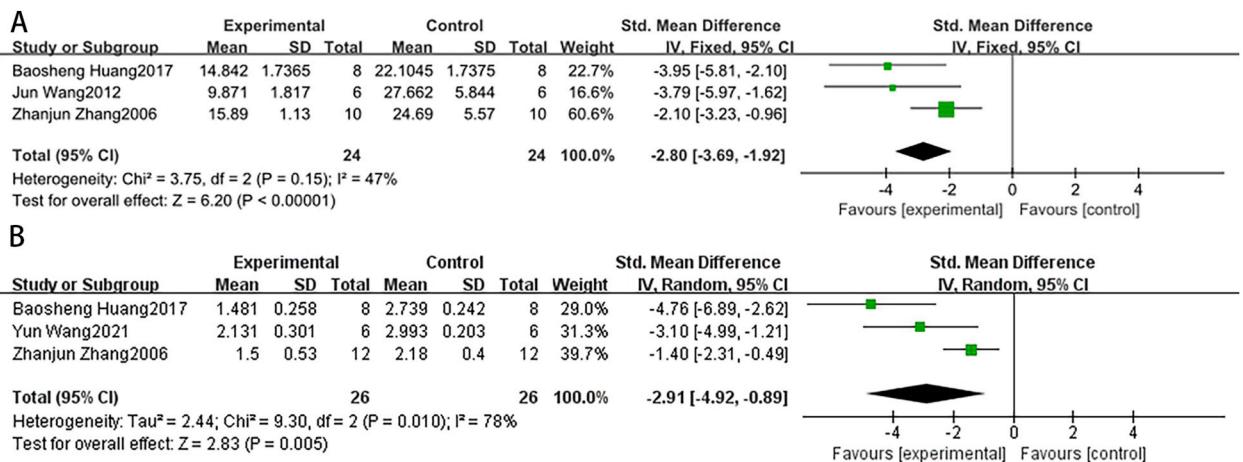 A
Experimental Control Std. Mean Difference Std. Mean Difference
Study or Subgroup Mean SD Total Mean SD Total Weight IV, Fixed, 95% CI IV, Fixed, 95% CI
Baosheng Huang2017 14.842 1.7365 8 22.1045 1.7375 8 22.7% -3.95 [-5.81, -2.10]
Jun Wang2012 9.871 1.817 6 27.662 5.844 6 16.6% -3.79 [-5.97, -1.62]
Zhanjun Zhang2006 15.89 1.13 10 24.69 5.57 10 60.6% -2.10 [-3.23, -0.96]
Total (95% CI) 24 24 100.0% -2.80 [-3.69, -1.92]
Heterogeneity: Chi² = 3.75, df = 2 (P = 0.15); I² = 47%
Test for overall effect: Z = 6.20 (P < 0.00001)
-4 -2 0 2 4
Favours [experimental] Favours [control]
B
Experimental Control Std. Mean Difference Std. Mean Difference
Study or Subgroup Mean SD Total Mean SD Total Weight IV, Random, 95% CI IV, Random, 95% CI
Baosheng Huang2017 1.481 0.258 8 2.739 0.242 8 29.0% -4.76 [-6.89, -2.62]
Yun Wang2021 2.131 0.301 6 2.993 0.203 6 31.3% -3.10 [-4.99, -1.21]
Zhanjun Zhang2006 1.5 0.53 12 2.18 0.4 12 39.7% -1.40 [-2.31, -0.49]
Total (95% CI) 26 26 100.0% -2.91 [-4.92, -0.89]
Heterogeneity: Tau² = 2.44; Chi² = 9.30, df = 2 (P = 0.010); I² = 78%
Test for overall effect: Z = 2.83 (P = 0.005)
-4 -2 0 2 4
Favours [experimental] Favours [control]